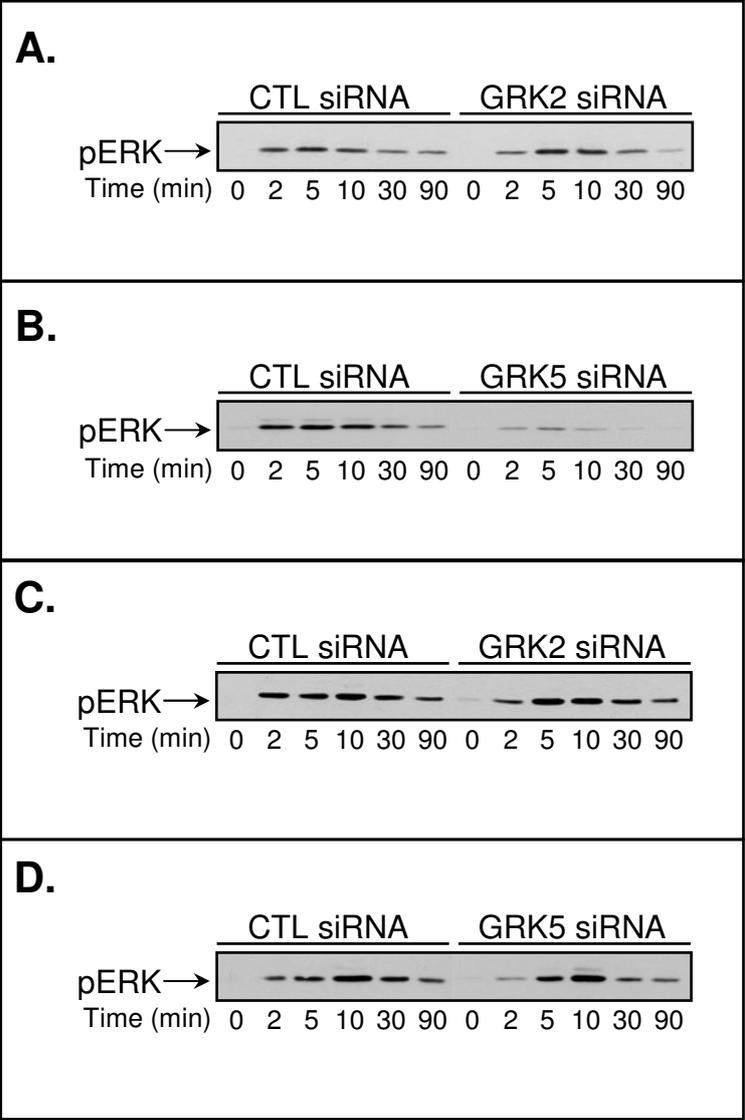 A.
CTL siRNA GRK2 siRNA
pERK
Time (min) 0 2 5 10 30 90 0 2 5 10 30 90
B.
CTL siRNA GRK5 siRNA
pERK
Time (min) 0 2 5 10 30 90 0 2 5 10 30 90
C.
CTL siRNA GRK2 siRNA
pERK
Time (min) 0 2 5 10 30 90 0 2 5 10 30 90
D.
CTL siRNA GRK5 siRNA
pERK
Time (min) 0 2 5 10 30 90 0 2 5 10 30 90